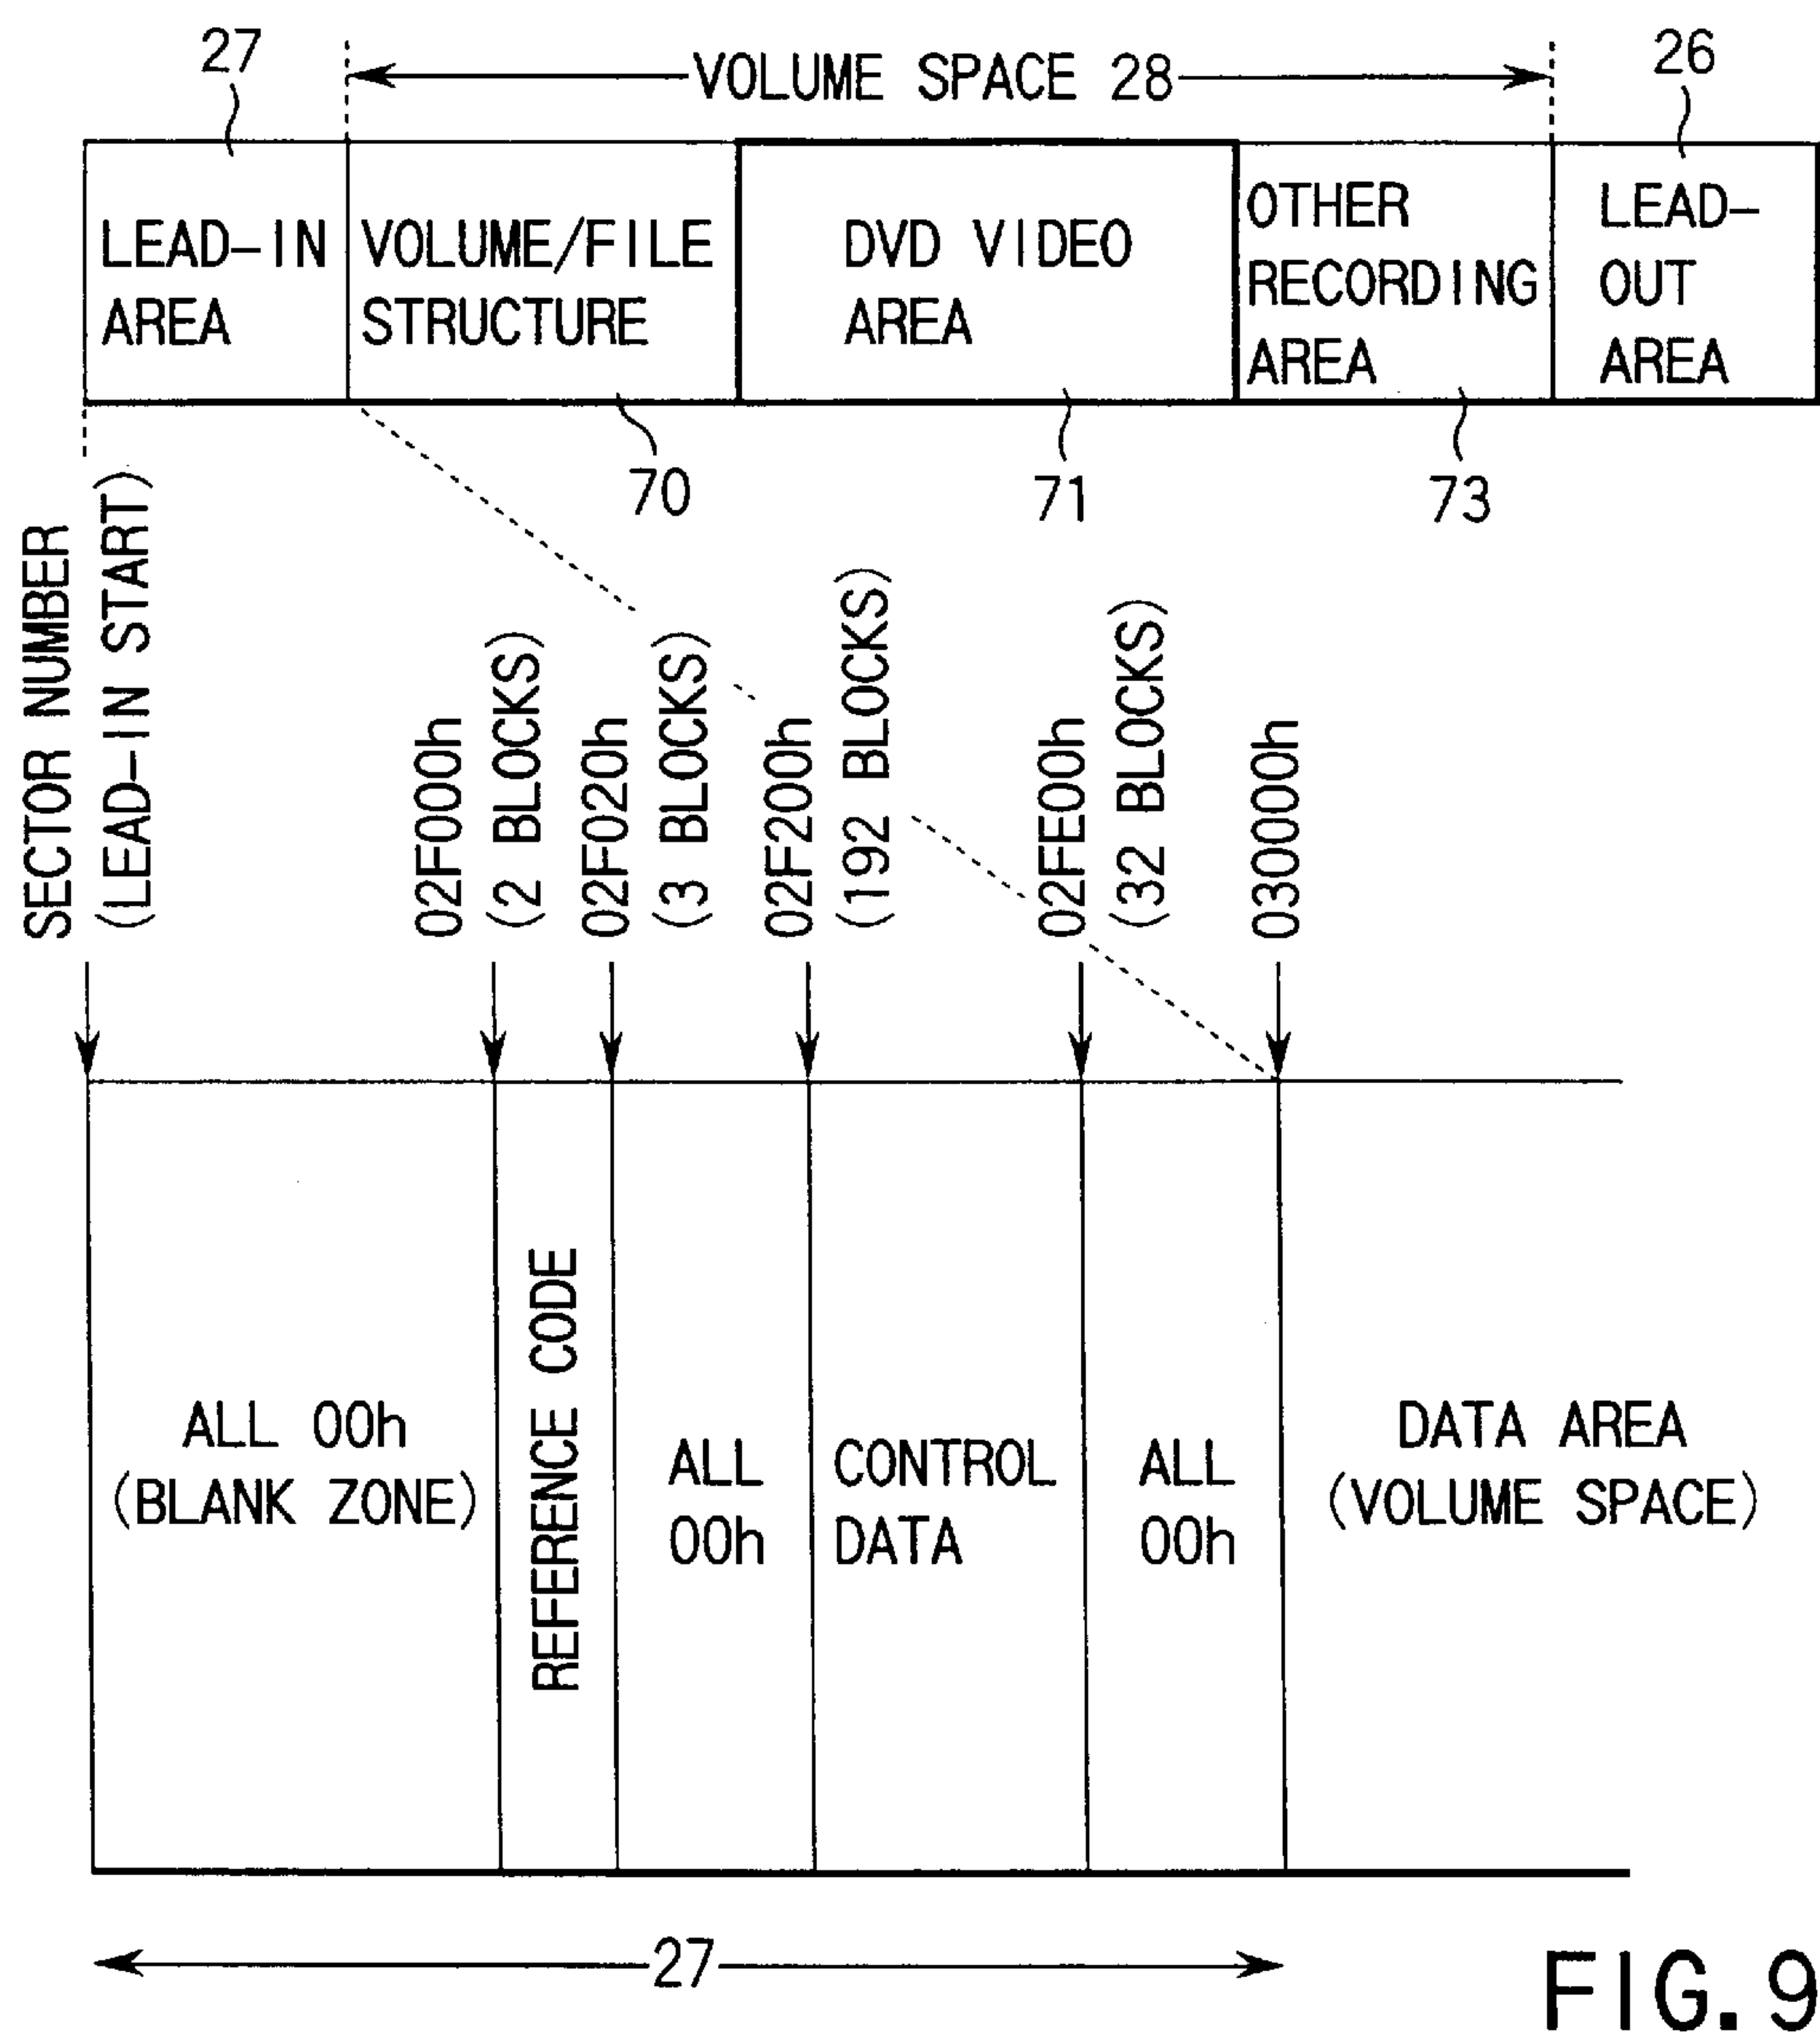 27
VOLUME SPACE 28
26
LEAD-IN
AREA
VOLUME/FILE
STRUCTURE
DVD VIDEO
AREA
OTHER
RECORDING
AREA
LEAD-
OUT
AREA
70
71
73
SECTOR NUMBER
(LEAD-IN START)
02F000h
(2 BLOCKS)
02F020h
(3 BLOCKS)
02F200h
(192 BLOCKS)
02FE00h
(32 BLOCKS)
030000h
ALL 00h
(BLANK ZONE)
REFERENCE CODE
ALL
00h
CONTROL
DATA
ALL
00h
DATA AREA
(VOLUME SPACE)
27
FIG. 9